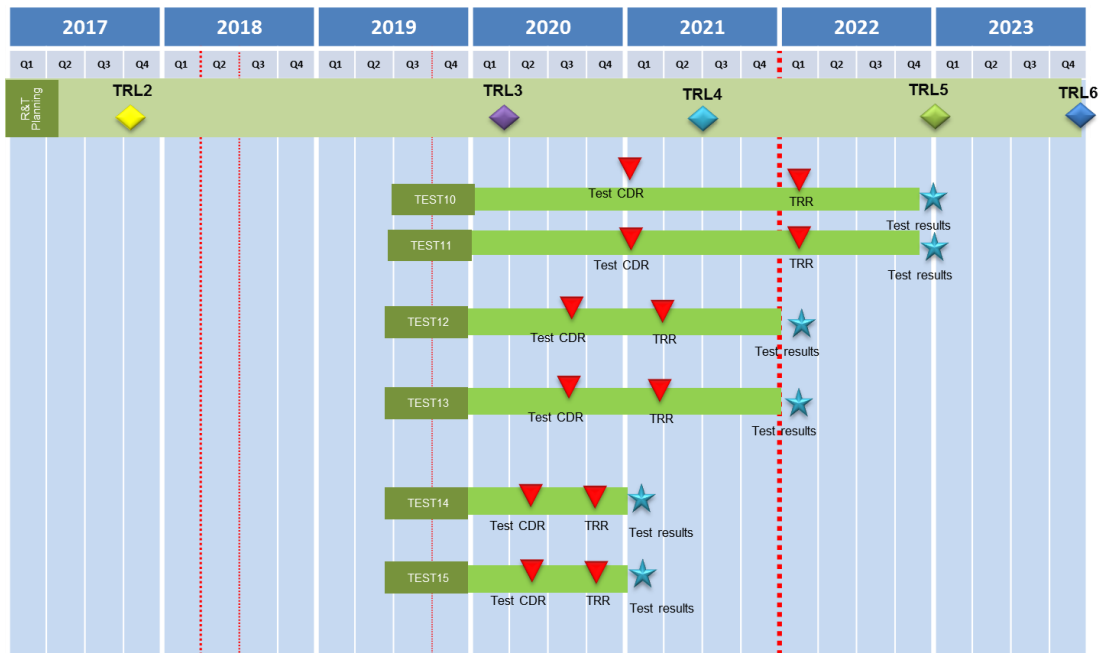 2017 2018 2019 2020 2021 2022 2023
Q1 Q2 Q3 Q4 Q1 Q2 Q3 Q4 Q1 Q2 Q3 Q4 Q1 Q2 Q3 Q4 Q1 Q2 Q3 Q4 Q1 Q2 Q3 Q4 Q1 Q2 Q3 Q4
R&T
Planning
TRL2 TRL3 TRL4 TRL5 TRL6
TEST10
Test CDR
TRR
Test results
TEST11
Test CDR
TRR
Test results
TEST12
Test CDR
TRR
Test results
TEST13
Test CDR
TRR
Test results
TEST14
Test CDR
TRR
Test results
TEST15
Test CDR
TRR
Test results